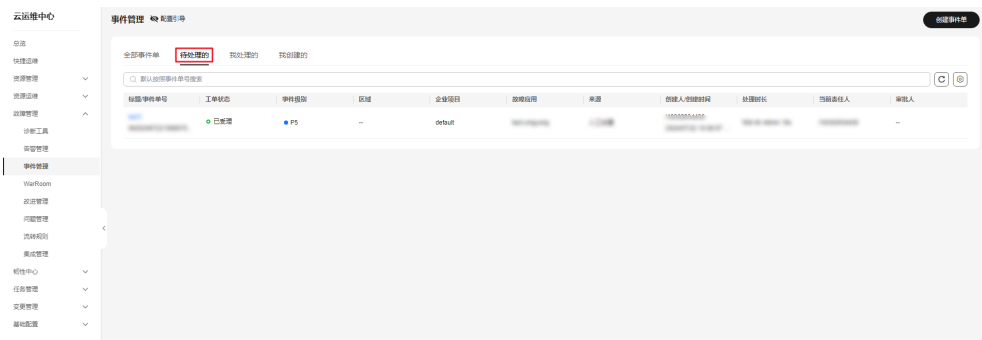 云运维中心
总览
快捷运维
资源管理
资源运维
故障管理
诊断工具
告警管理
事件管理
WarRoom
改进管理
问题管理
流转规则
集成管理
韧性中心
任务管理
变更管理
基础配置
事件管理 配置引导
创建事件单
全部事件单 待处理的 我处理的 我创建的
默认按照事件单号搜索
标题/事件单号 工单状态 事件级别 区域 企业项目 故障应用 来源 创建人/创建时间 处理时长 当前责任人 审批人
已受理 P5 -- default --